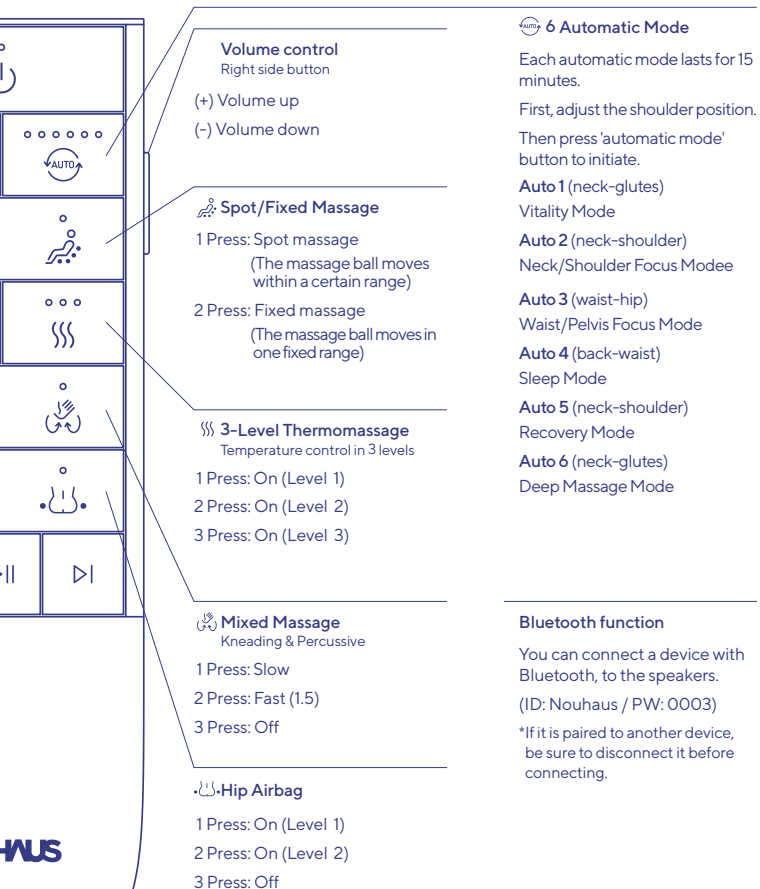 AUTO
HAUS
Volume control
Right side button
(+) Volume up
(-) Volume down
Spot/Fixed Massage
1 Press: Spot massage
(The massage ball moves
within a certain range)
2 Press: Fixed massage
(The massage ball moves in
one fixed range)
3-Level Thermomassage
Temperature control in 3 levels
1 Press: On (Level 1)
2 Press: On (Level 2)
3 Press: On (Level 3)
Mixed Massage
Kneading & Percussive
1 Press: Slow
2 Press: Fast (1.5)
3 Press: Off
Hip Airbag
1 Press: On (Level 1)
2 Press: On (Level 2)
3 Press: Off
AUTO 6 Automatic Mode
Each automatic mode lasts for 15
minutes.
First, adjust the shoulder position.
Then press 'automatic mode'
button to initiate.
Auto 1 (neck-glutes)
Vitality Mode
Auto 2 (neck-shoulder)
Neck/Shoulder Focus Modee
Auto 3 (waist-hip)
Waist/Pelvis Focus Mode
Auto 4 (back-waist)
Sleep Mode
Auto 5 (neck-shoulder)
Recovery Mode
Auto 6 (neck-glutes)
Deep Massage Mode
Bluetooth function
You can connect a device with
Bluetooth, to the speakers.
(ID: Nouhaus / PW: 0003)
*If it is paired to another device,
be sure to disconnect it before
connecting.